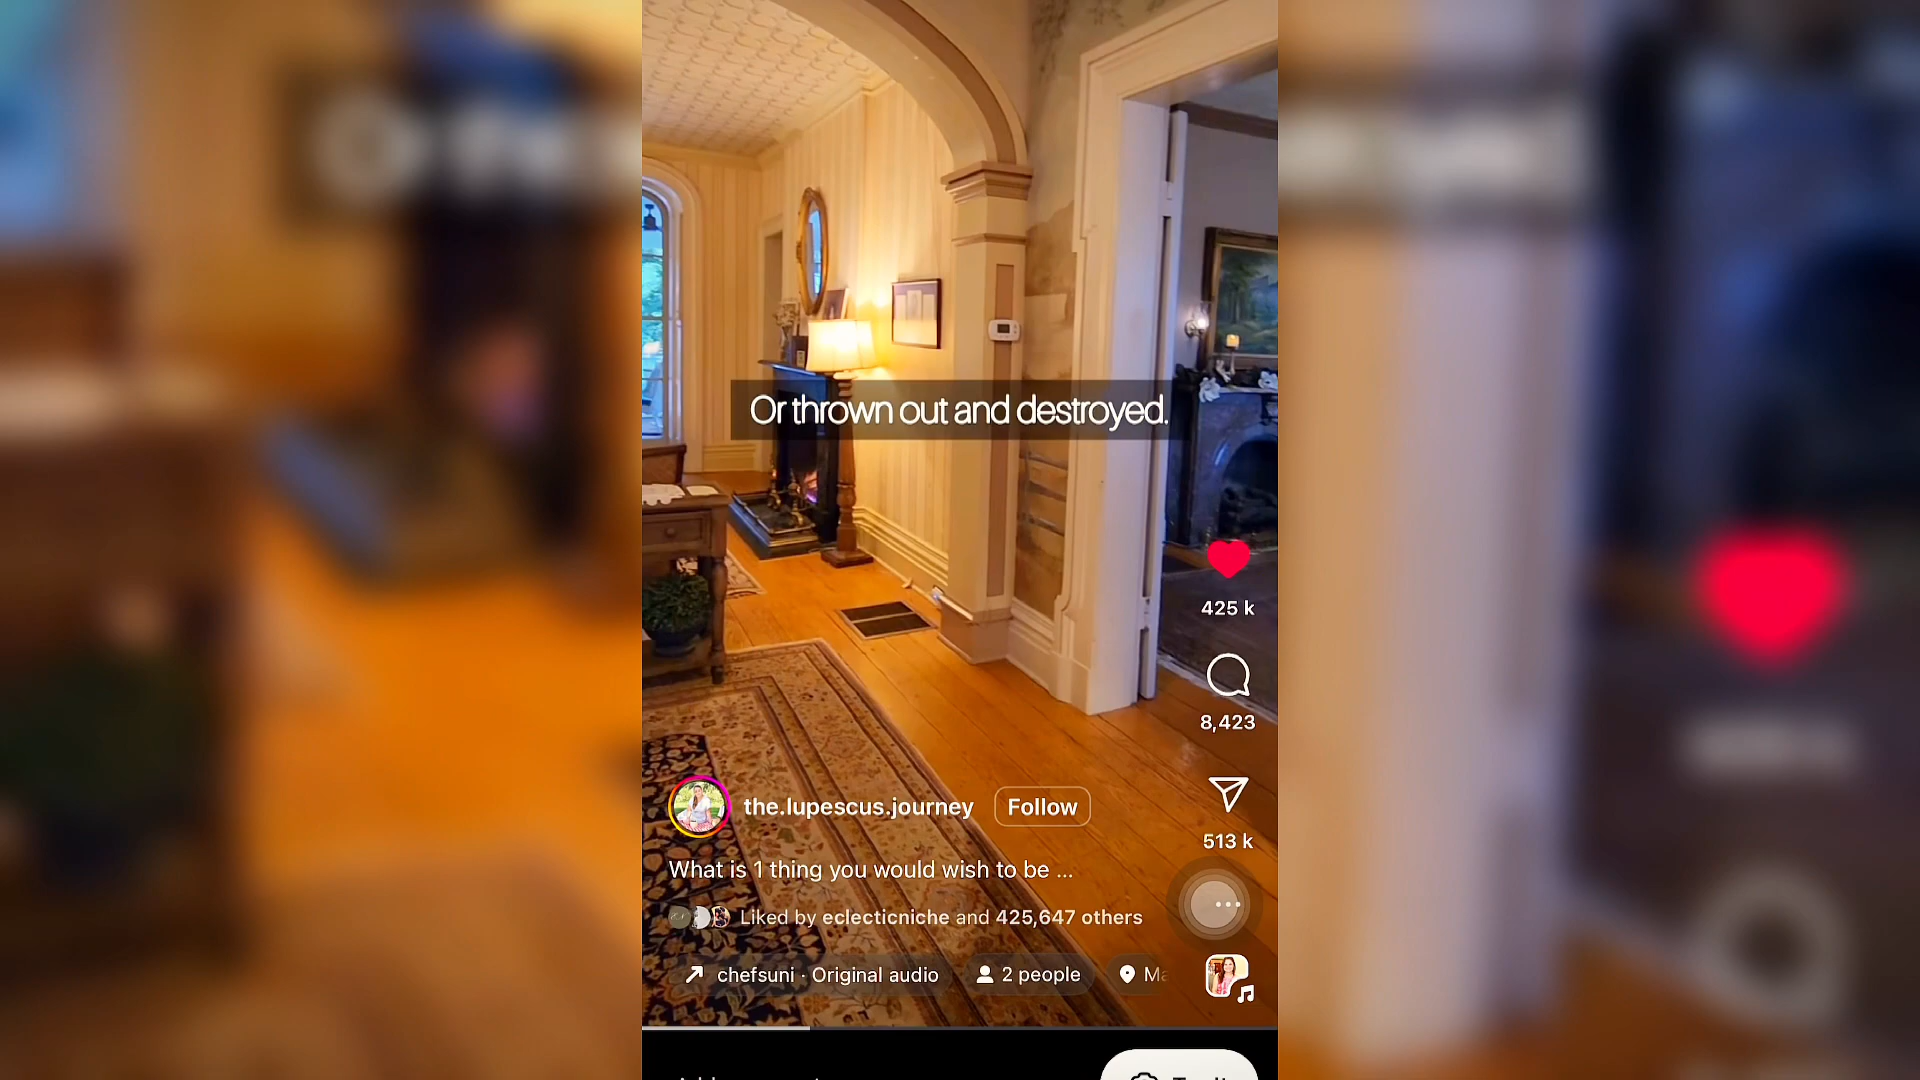 Or thrown out and destroyed.
425 k
8,423
the.lupescus.journey
Follow
513 k
What is 1 thing you would wish to be ...
Liked by eclecticniche and 425,647 others
chefsuni · Original audio
2 people